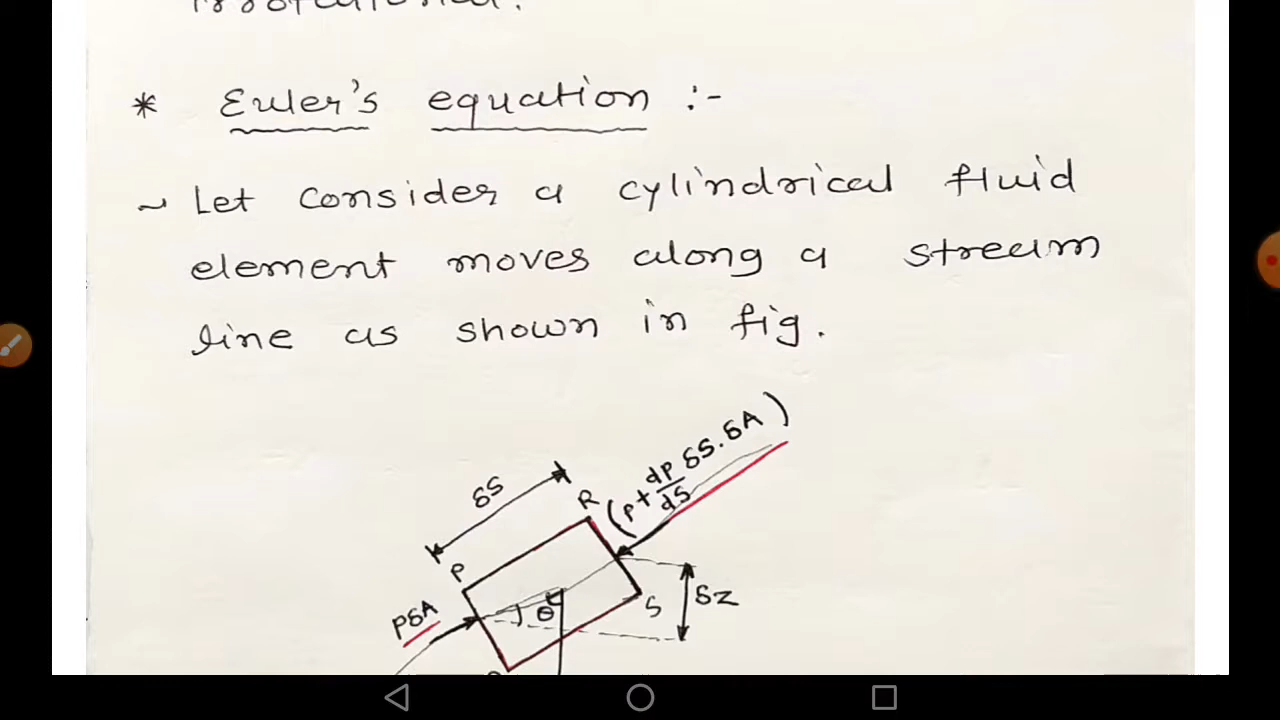 * Euler's equation :-
~ Let consider a cylindrical fluid
element moves along a stream
line as shown in fig.
δS
R
(P+dP/dS δS.δA)
P
θ
S
δZ
PδA